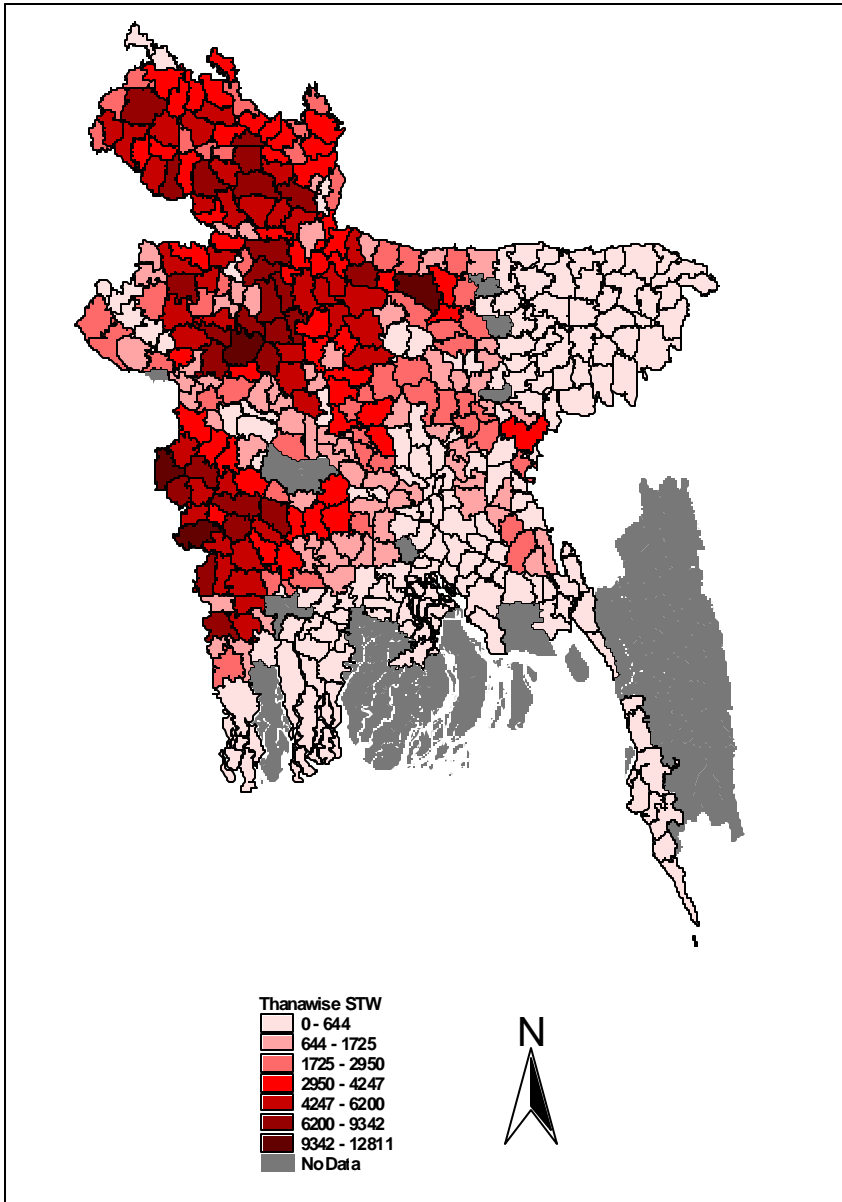 Thanawise STW
0 - 644
644 - 1725
1725 - 2950
2950 - 4247
4247 - 6200
6200 - 9342
9342 - 12811
No Data
N